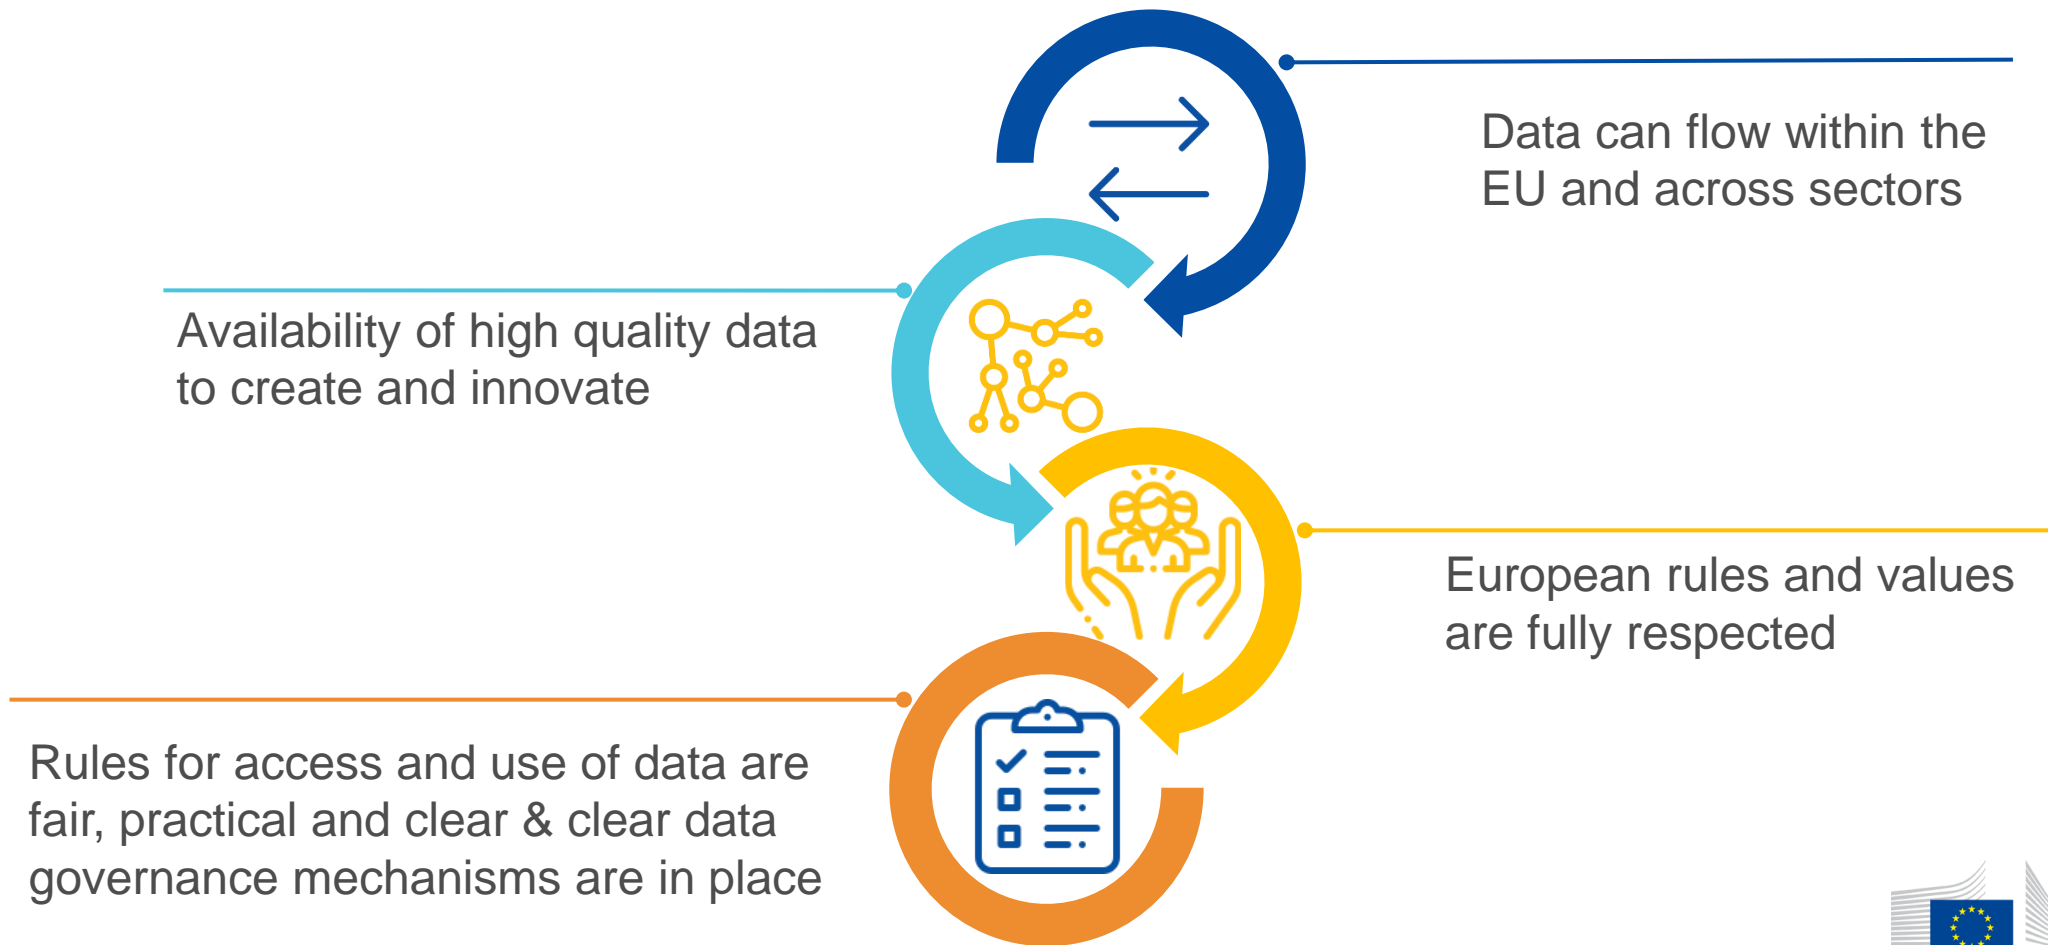 Data can flow within the
EU and across sectors
Availability of high quality data
to create and innovate
European rules and values
are fully respected
Rules for access and use of data are
fair, practical and clear & clear data
governance mechanisms are in place